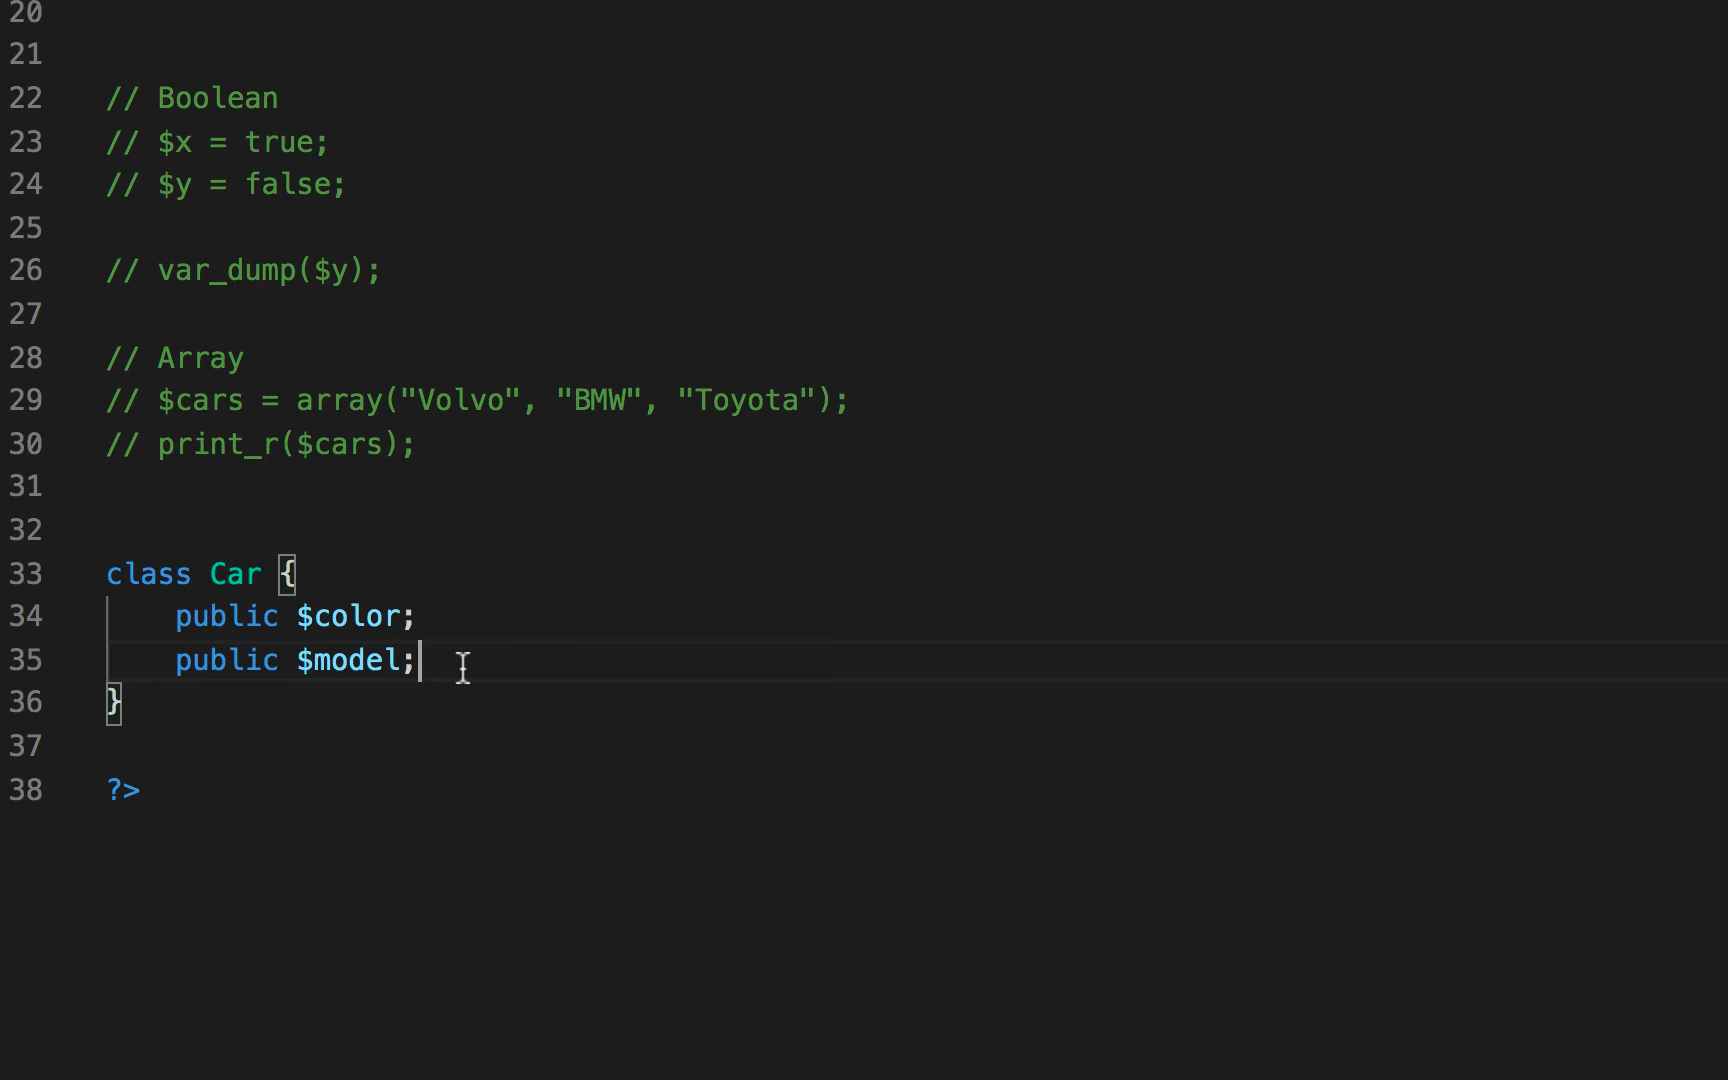 20
21
22 // Boolean
23 // $x = true;
24 // $y = false;
25
26 // var_dump($y);
27
28 // Array
29 // $cars = array("Volvo", "BMW", "Toyota");
30 // print_r($cars);
31
32
33 class Car {
34 public $color;
35 public $model;
36 }
37
38 ?>